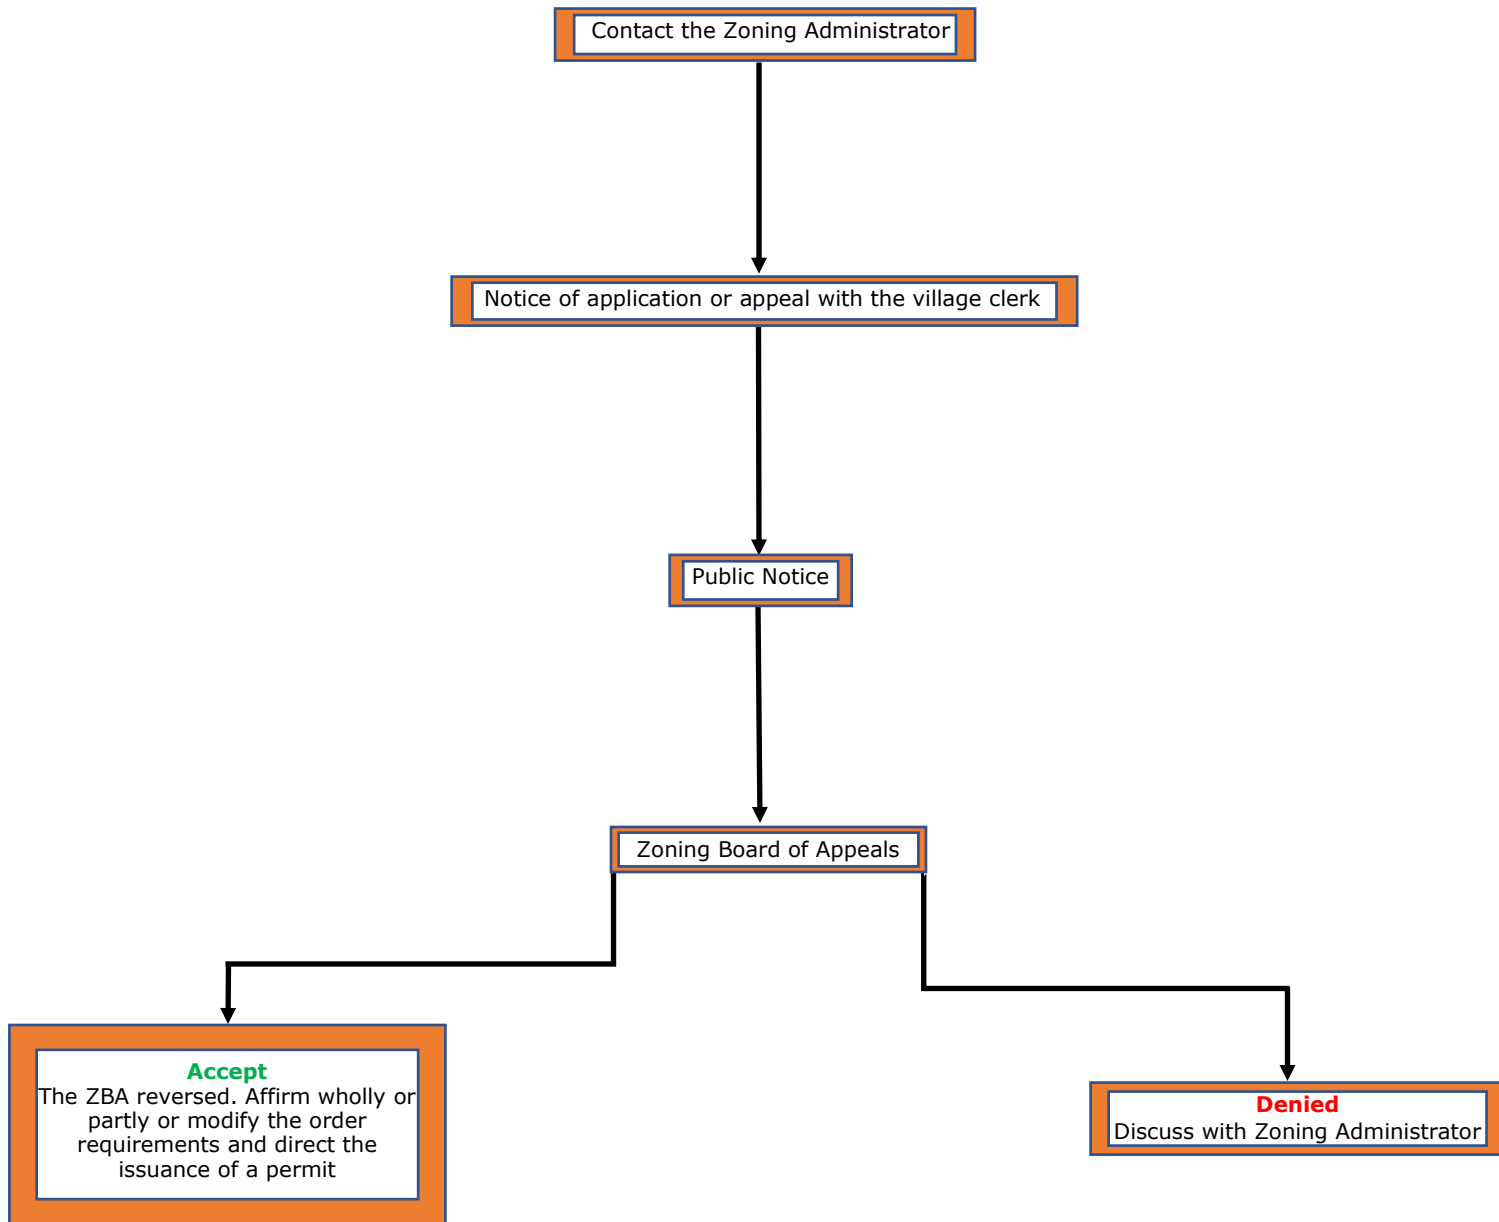 Contact the Zoning Administrator
Notice of application or appeal with the village clerk
Public Notice
Zoning Board of Appeals
Accept
The ZBA reversed. Affirm wholly or
partly or modify the order
requirements and direct the
issuance of a permit
Denied
Discuss with Zoning Administrator